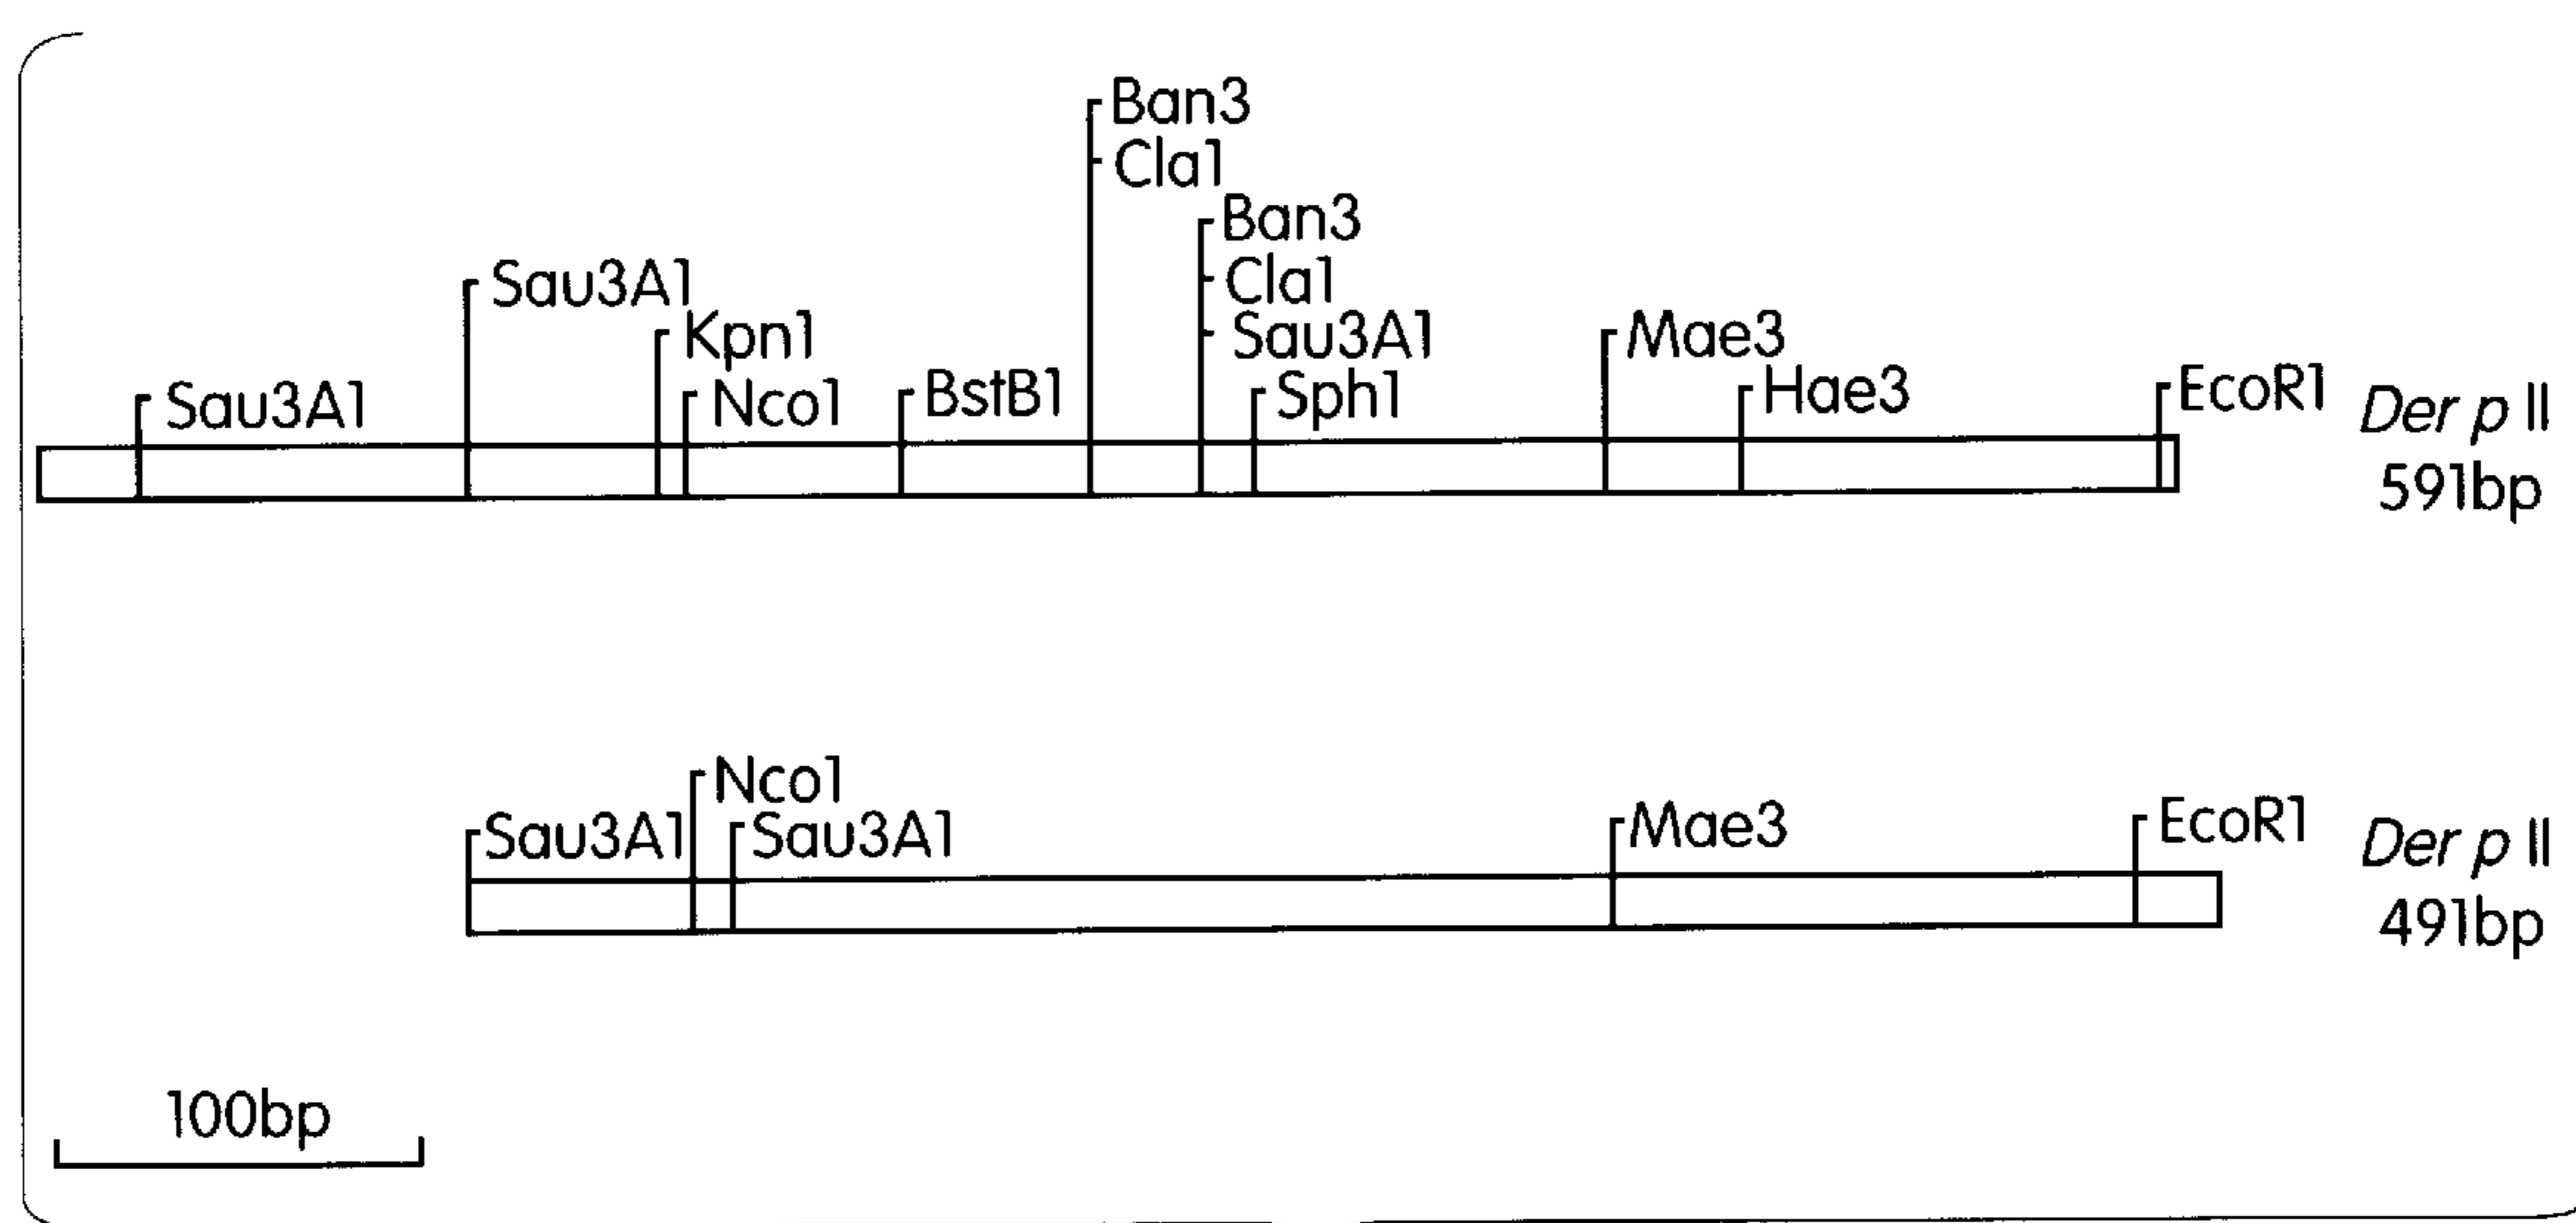 Ban3
Cla1
Ban3
Sau3A1
Cla1
Kpn1
Sau3A1
Mae3
Sau3A1
Nco1
BstB1
Sph1
Hae3
EcoR1
Der p II
591bp
Nco1
Sau3A1
Sau3A1
Mae3
EcoR1
Der p II
491bp
100bp